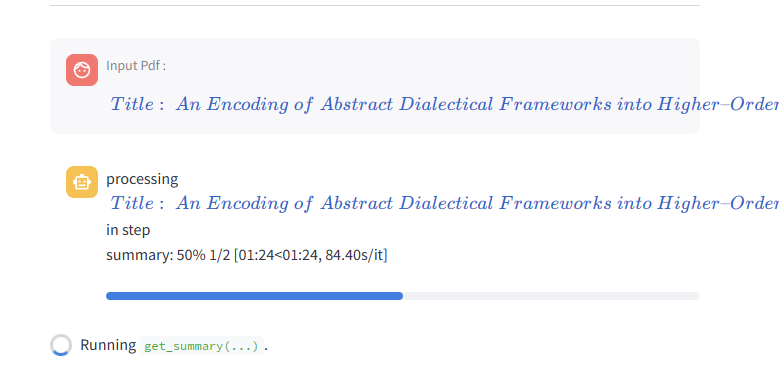 Input Pdf :
Title : An Encoding of Abstract Dialectical Frameworks into Higher–Order
processing
Title : An Encoding of Abstract Dialectical Frameworks into Higher–Order
in step
summary: 50% 1/2 [01:24<01:24, 84.40s/it]
Running get_summary(...) .